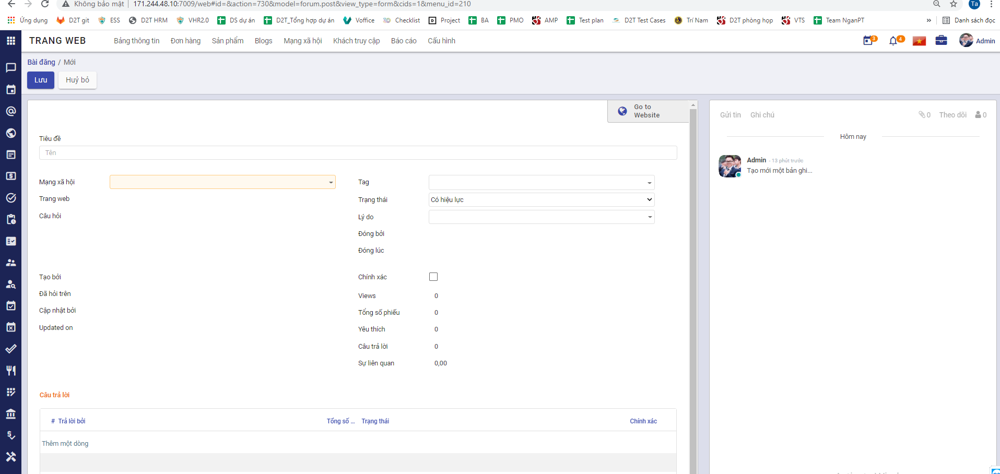 Không bảo mật 171.244.48.10:7009/web#id=&action=730&model=forum.post&view_type=form&cids=1&menu_id=210 Ta
Ứng dụng D2T git ESS D2T HRM VHR2.0 DS dự án D2T_Tổng hợp dự án Voffice Checklist Project BA PMO AMP Test plan D2T Test Cases Trí Nam D2T phòng họp VTS Team NganPT » Danh sách đọc
TRANG WEB Bảng thông tin Đơn hàng Sản phẩm Blogs Mạng xã hội Khách truy cập Báo cáo Cấu hình 3 4 Admin
Bài đăng / Mới
Lưu Huỷ bỏ
Go to
Website
Gửi tin Ghi chú 0 Theo dõi 0
Hôm nay
Tiêu đề
Tên
Admin - 13 phút trước
Tạo mới một bản ghi...
Mạng xã hội Tag
Trang web Trạng thái Có hiệu lực
Câu hỏi Lý do
Đóng bởi
Đóng lúc
Tạo bởi Chính xác
Đã hỏi trên Views 0
Cập nhật bởi Tổng số phiếu 0
Updated on Yêu thích 0
Câu trả lời 0
Sự liên quan 0,00
Câu trả lời
# Trả lời bởi Tổng số ... Trạng thái Chính xác
Thêm một dòng